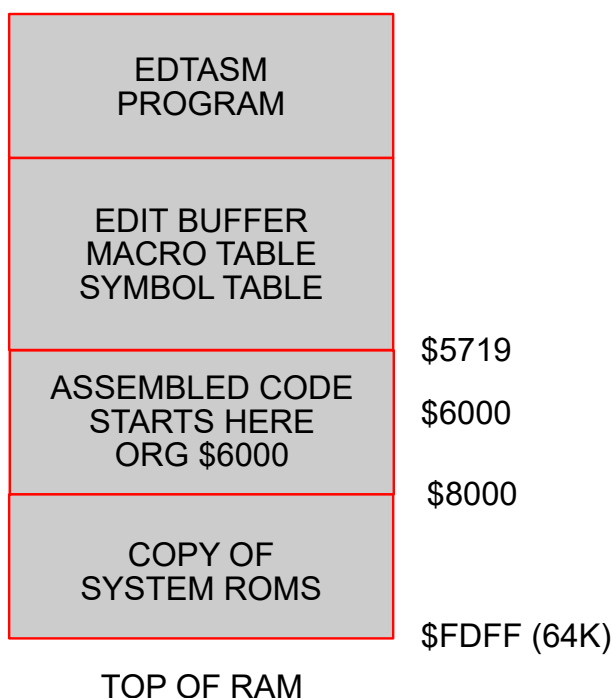 EDTASM
PROGRAM
EDIT BUFFER
MACRO TABLE
SYMBOL TABLE
$5719
ASSEMBLED CODE
STARTS HERE
ORG $6000
$6000
$8000
COPY OF
SYSTEM ROMS
$FDFF (64K)
TOP OF RAM